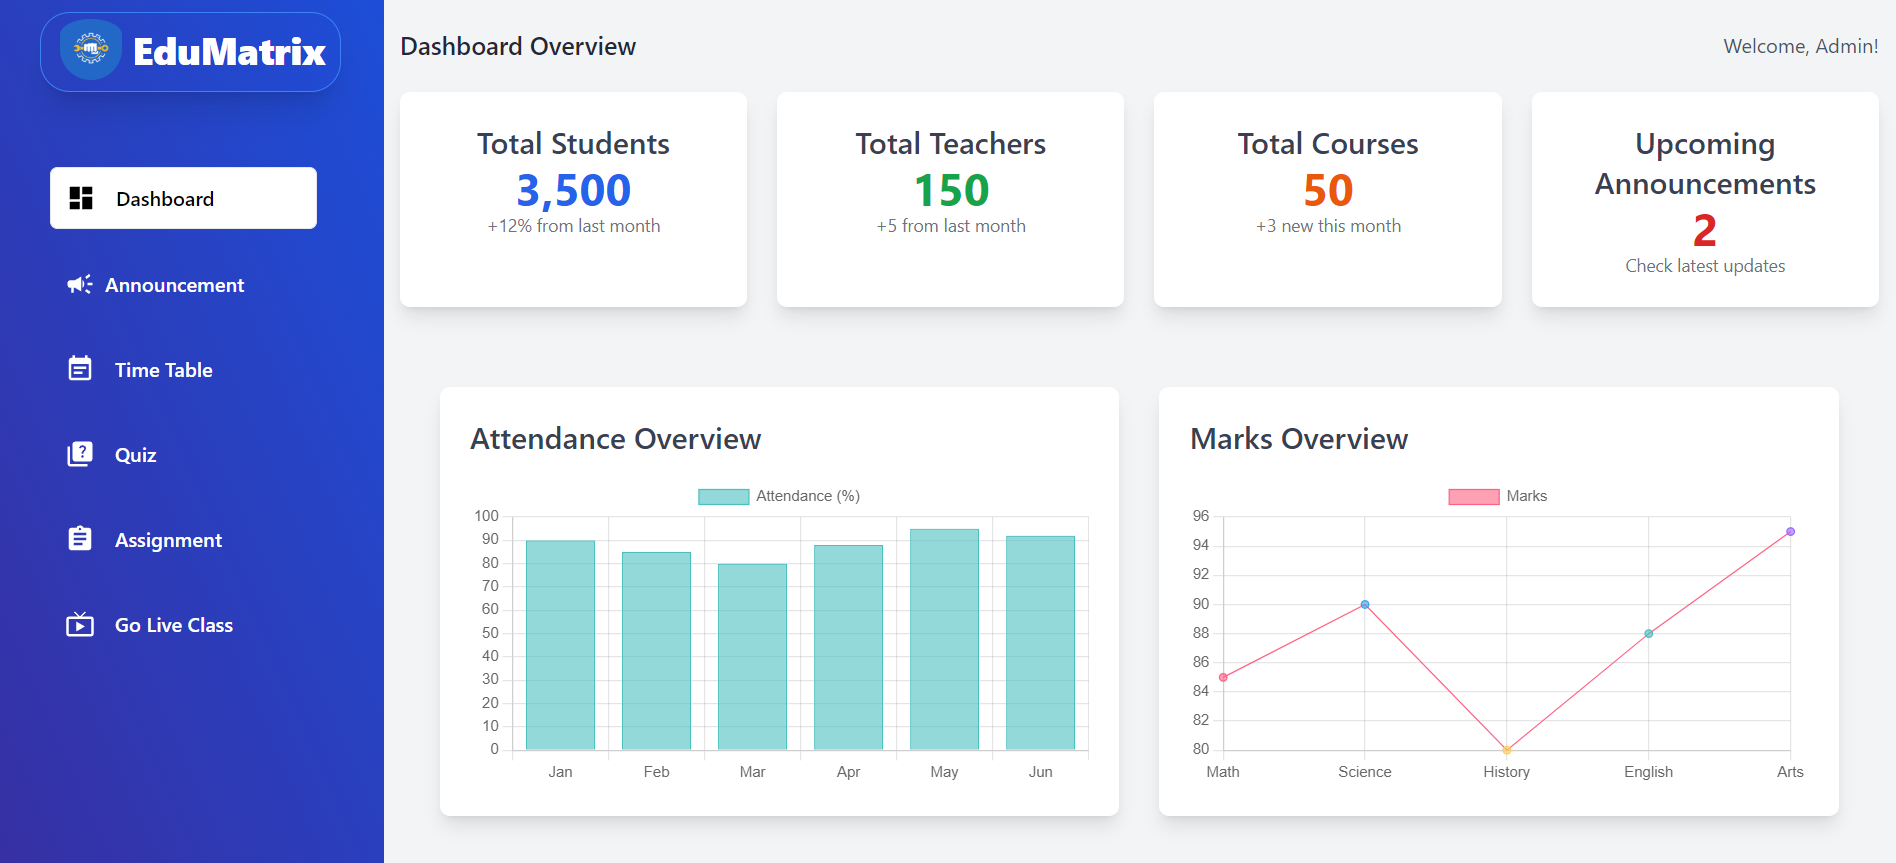 EduMatrix
Dashboard
Announcement
Time Table
Quiz
Assignment
Go Live Class
Dashboard Overview
Welcome, Admin!
Total Students
3,500
+12% from last month
Total Teachers
150
+5 from last month
Total Courses
50
+3 new this month
Upcoming
Announcements
2
Check latest updates
Attendance Overview
Attendance (%)
100
90
80
70
60
50
40
30
20
10
0
Jan Feb Mar Apr May Jun
Marks Overview
Marks
96
94
92
90
88
86
84
82
80
Math Science History English Arts